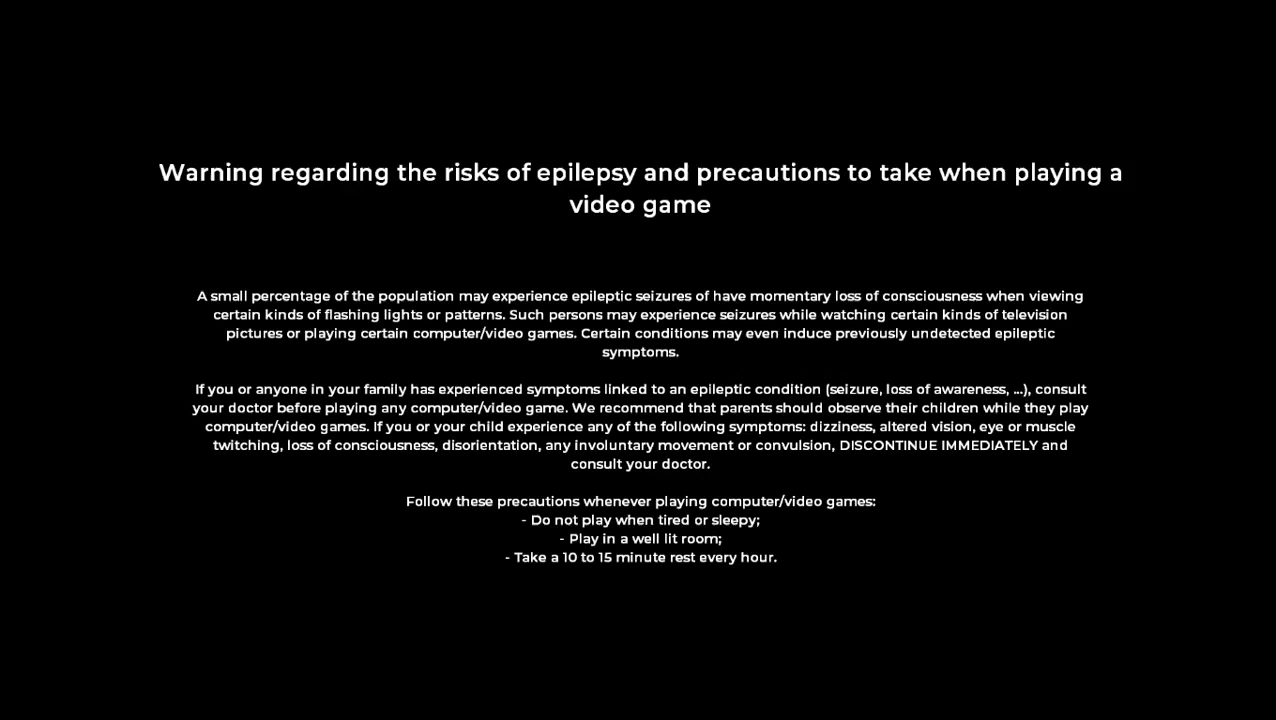 Warning regarding the risks of epilepsy and precautions to take when playing a
video game
A small percentage of the population may experience epileptic seizures of have momentary loss of consciousness when viewing
certain kinds of flashing lights or patterns. Such persons may experience seizures while watching certain kinds of television
pictures or playing certain computer/video games. Certain conditions may even induce previously undetected epileptic
symptoms.
If you or anyone in your family has experienced symptoms linked to an epileptic condition (seizure, loss of awareness, ...), consult
your doctor before playing any computer/video game. We recommend that parents should observe their children while they play
computer/video games. If you or your child experience any of the following symptoms: dizziness, altered vision, eye or muscle
twitching, loss of consciousness, disorientation, any involuntary movement or convulsion, DISCONTINUE IMMEDIATELY and
consult your doctor.
Follow these precautions whenever playing computer/video games:
- Do not play when tired or sleepy;
- Play in a well lit room;
- Take a 10 to 15 minute rest every hour.